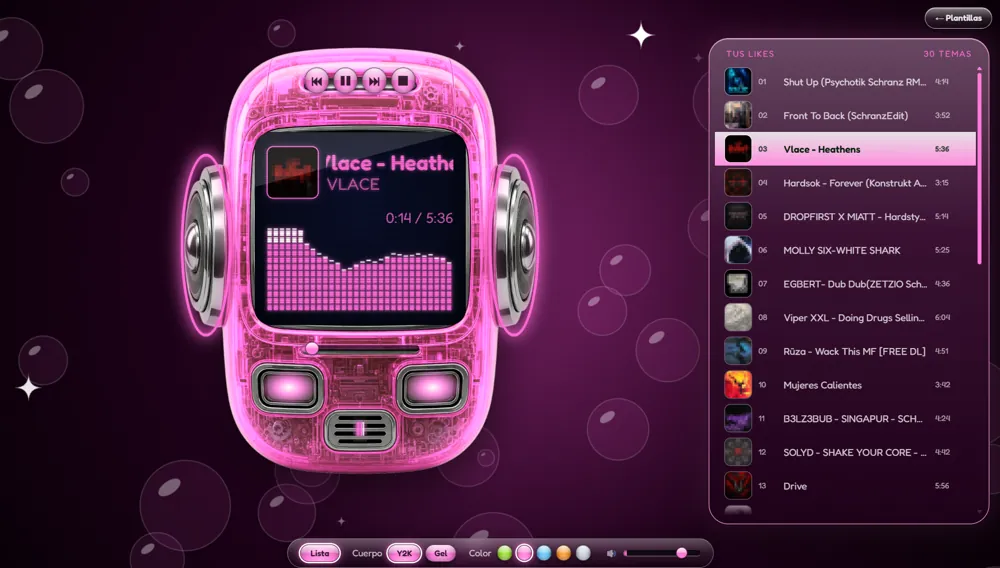 ← Plantillas
Vlace - Heathe
VLACE
0:14 / 5:36
TUS LIKES 30 TEMAS
01 Shut Up (Psychotik Schranz RM... 4:14
02 Front To Back (SchranzEdit) 3:52
03 Vlace - Heathens 5:36
04 Hardsok - Forever (Konstrukt A... 3:15
05 DROPFIRST X MIATT - Hardsty... 5:14
06 MOLLY SIX-WHITE SHARK 5:25
07 EGBERT- Dub Dub(ZETZIO Sch... 4:36
08 Viper XXL - Doing Drugs Sellin... 6:04
09 Rüza - Wack This MF [FREE DL] 4:51
10 Mujeres Calientes 3:42
11 B3LZ3BUB - SINGAPUR - SCH... 4:24
12 SOLYD - SHAKE YOUR CORE - ... 4:42
13 Drive 5:56
Lista Cuerpo Y2K Gel Color